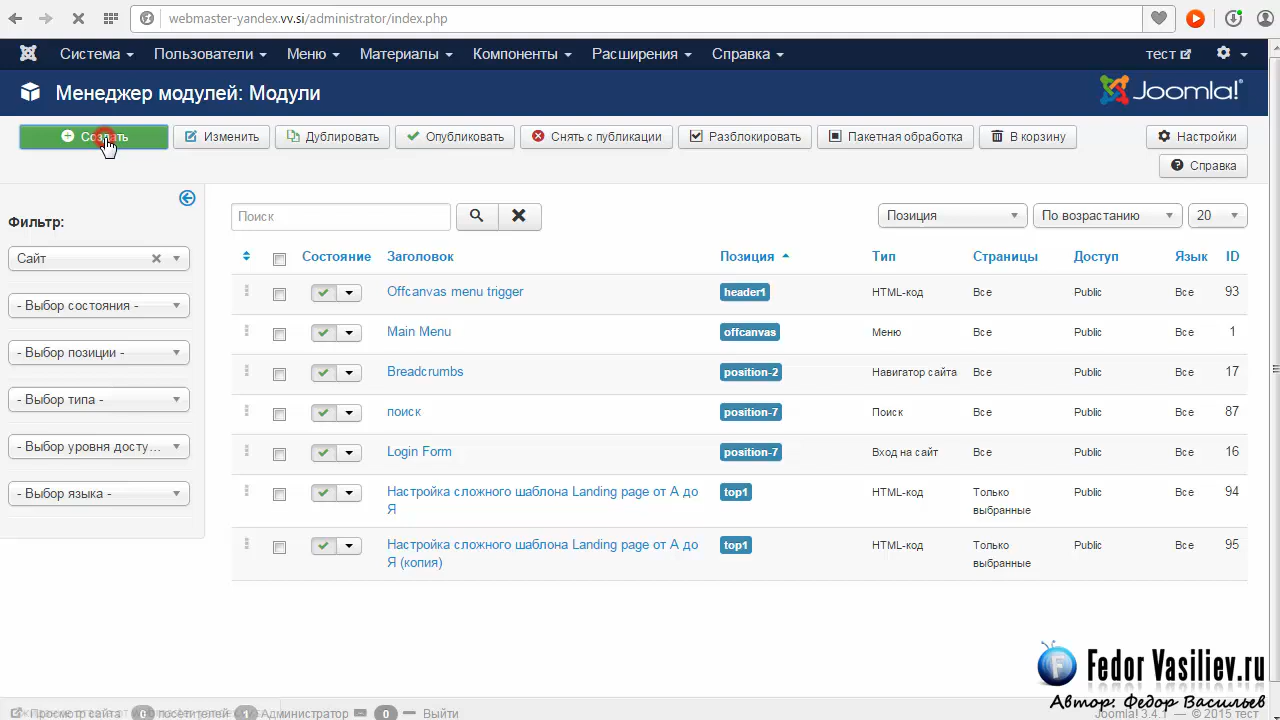 webmaster-yandex.vv.si/administrator/index.php
Система Пользователи Меню Материалы Компоненты Расширения Справка тест
Менеджер модулей: Модули Joomla!
Создать Изменить Дублировать Опубликовать Снять с публикации Разблокировать Пакетная обработка В корзину Настройки
Справка
Фильтр:
Сайт
- Выбор состояния -
- Выбор позиции -
- Выбор типа -
- Выбор уровня досту...
- Выбор языка -
Поиск Позиция По возрастанию 20
Состояние Заголовок Позиция Тип Страницы Доступ Язык ID
Offcanvas menu trigger header1 HTML-код Все Public Все 93
Main Menu offcanvas Меню Все Public Все 1
Breadcrumbs position-2 Навигатор сайта Все Public Все 17
поиск position-7 Поиск Все Public Все 87
Login Form position-7 Вход на сайт Все Public Все 16
Настройка сложного шаблона Landing page от А до Я top1 HTML-код Только выбранные Public Все 94
Настройка сложного шаблона Landing page от А до Я (копия) top1 HTML-код Только выбранные Public Все 95
Fedor Vasiliev.ru
Автор: Федор Васильев
Просмотр сайта 0 посетителей 1 Администратор 0 Выйти Joomla! 3.4.1 — © 2015 тест